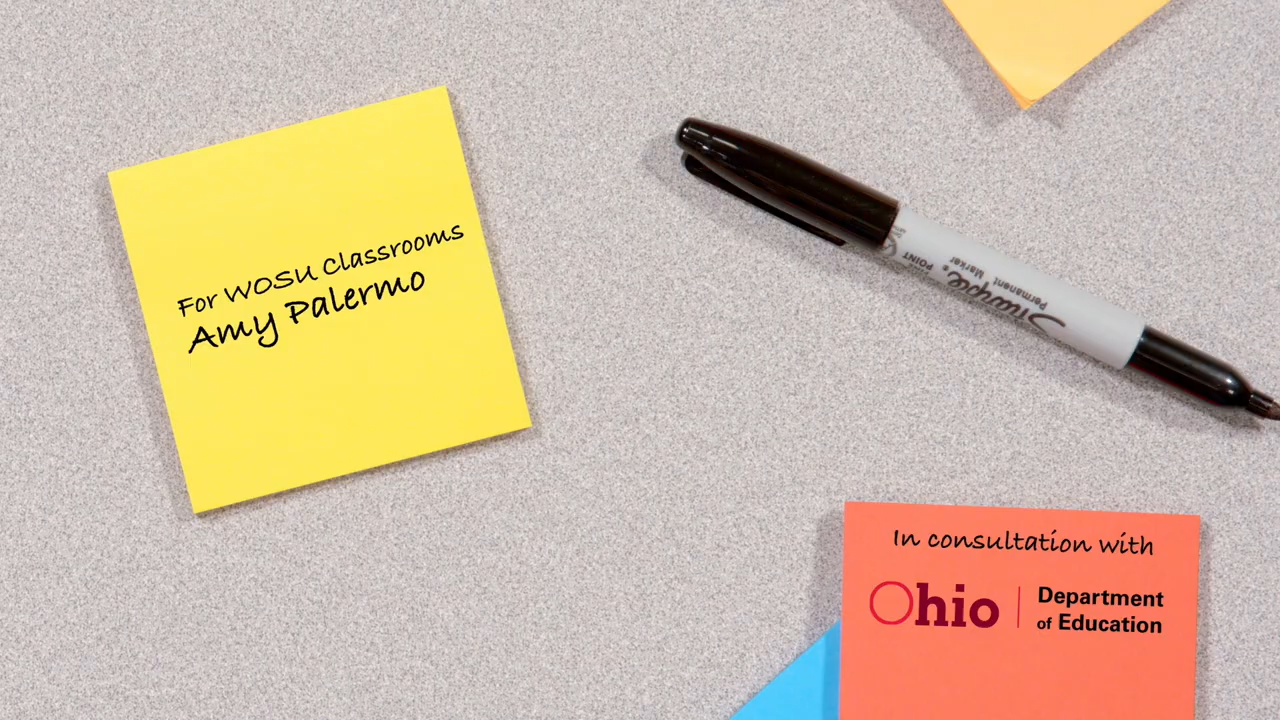 For WOSU Classrooms
Amy Palermo
Sharpie
Permanent Marker
POINT
In consultation with
Ohio
Department
of Education